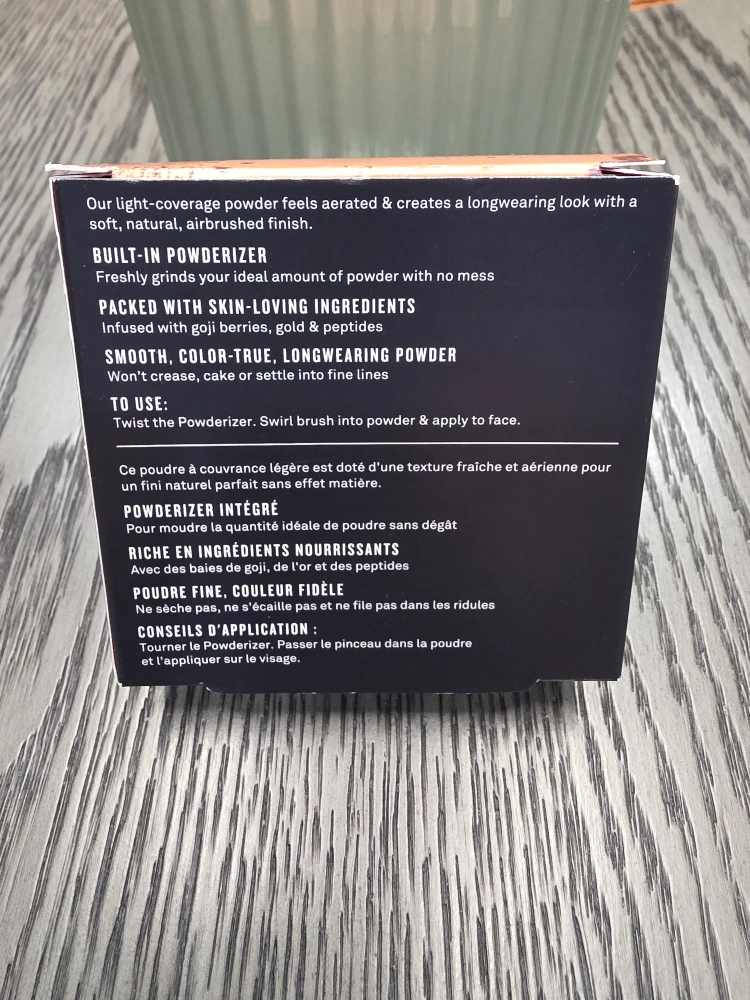 Our light-coverage powder feels aerated & creates a longwearing look with a
soft, natural, airbrushed finish.
BUILT-IN POWDERIZER
Freshly grinds your ideal amount of powder with no mess
PACKED WITH SKIN-LOVING INGREDIENTS
Infused with goji berries, gold & peptides
SMOOTH, COLOR-TRUE, LONGWEARING POWDER
Won't crease, cake or settle into fine lines
TO USE:
Twist the Powderizer. Swirl brush into powder & apply to face.
Ce poudre à couvrance légère est doté d'une texture fraîche et aérienne pour
un fini naturel parfait sans effet matière.
POWDERIZER INTÉGRÉ
Pour moudre la quantité idéale de poudre sans dégât
RICHE EN INGRÉDIENTS NOURRISSANTS
Avec des baies de goji, de l'or et des peptides
POUDRE FINE, COULEUR FIDÈLE
Ne sèche pas, ne s'écaille pas et ne file pas dans les ridules
CONSEILS D'APPLICATION :
Tourner le Powderizer. Passer le pinceau dans la poudre
et l'appliquer sur le visage.